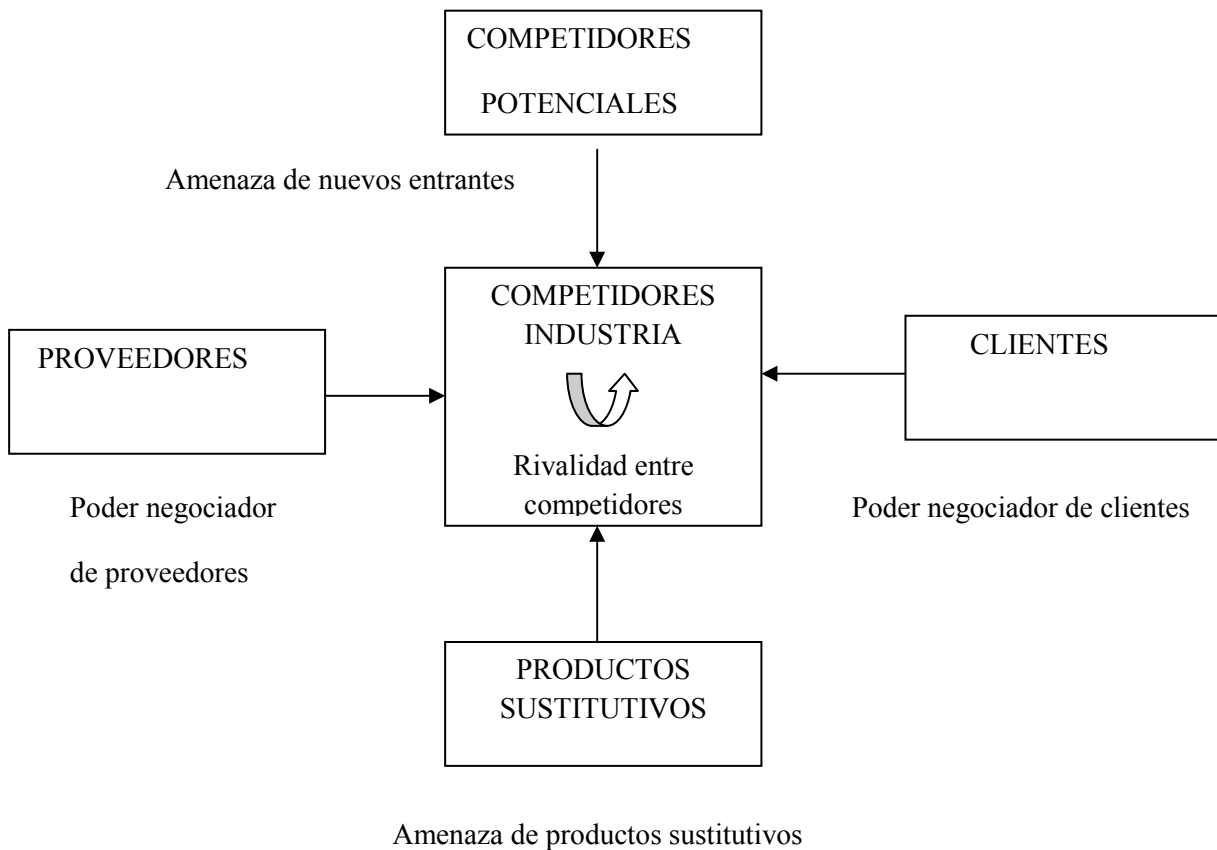 COMPETIDORES
POTENCIALES
Amenaza de nuevos entrantes
COMPETIDORES
INDUSTRIA
Rivalidad entre
competidores
PROVEEDORES
Poder negociador
de proveedores
CLIENTES
Poder negociador de clientes
PRODUCTOS
SUSTITUTIVOS
Amenaza de productos sustitutivos